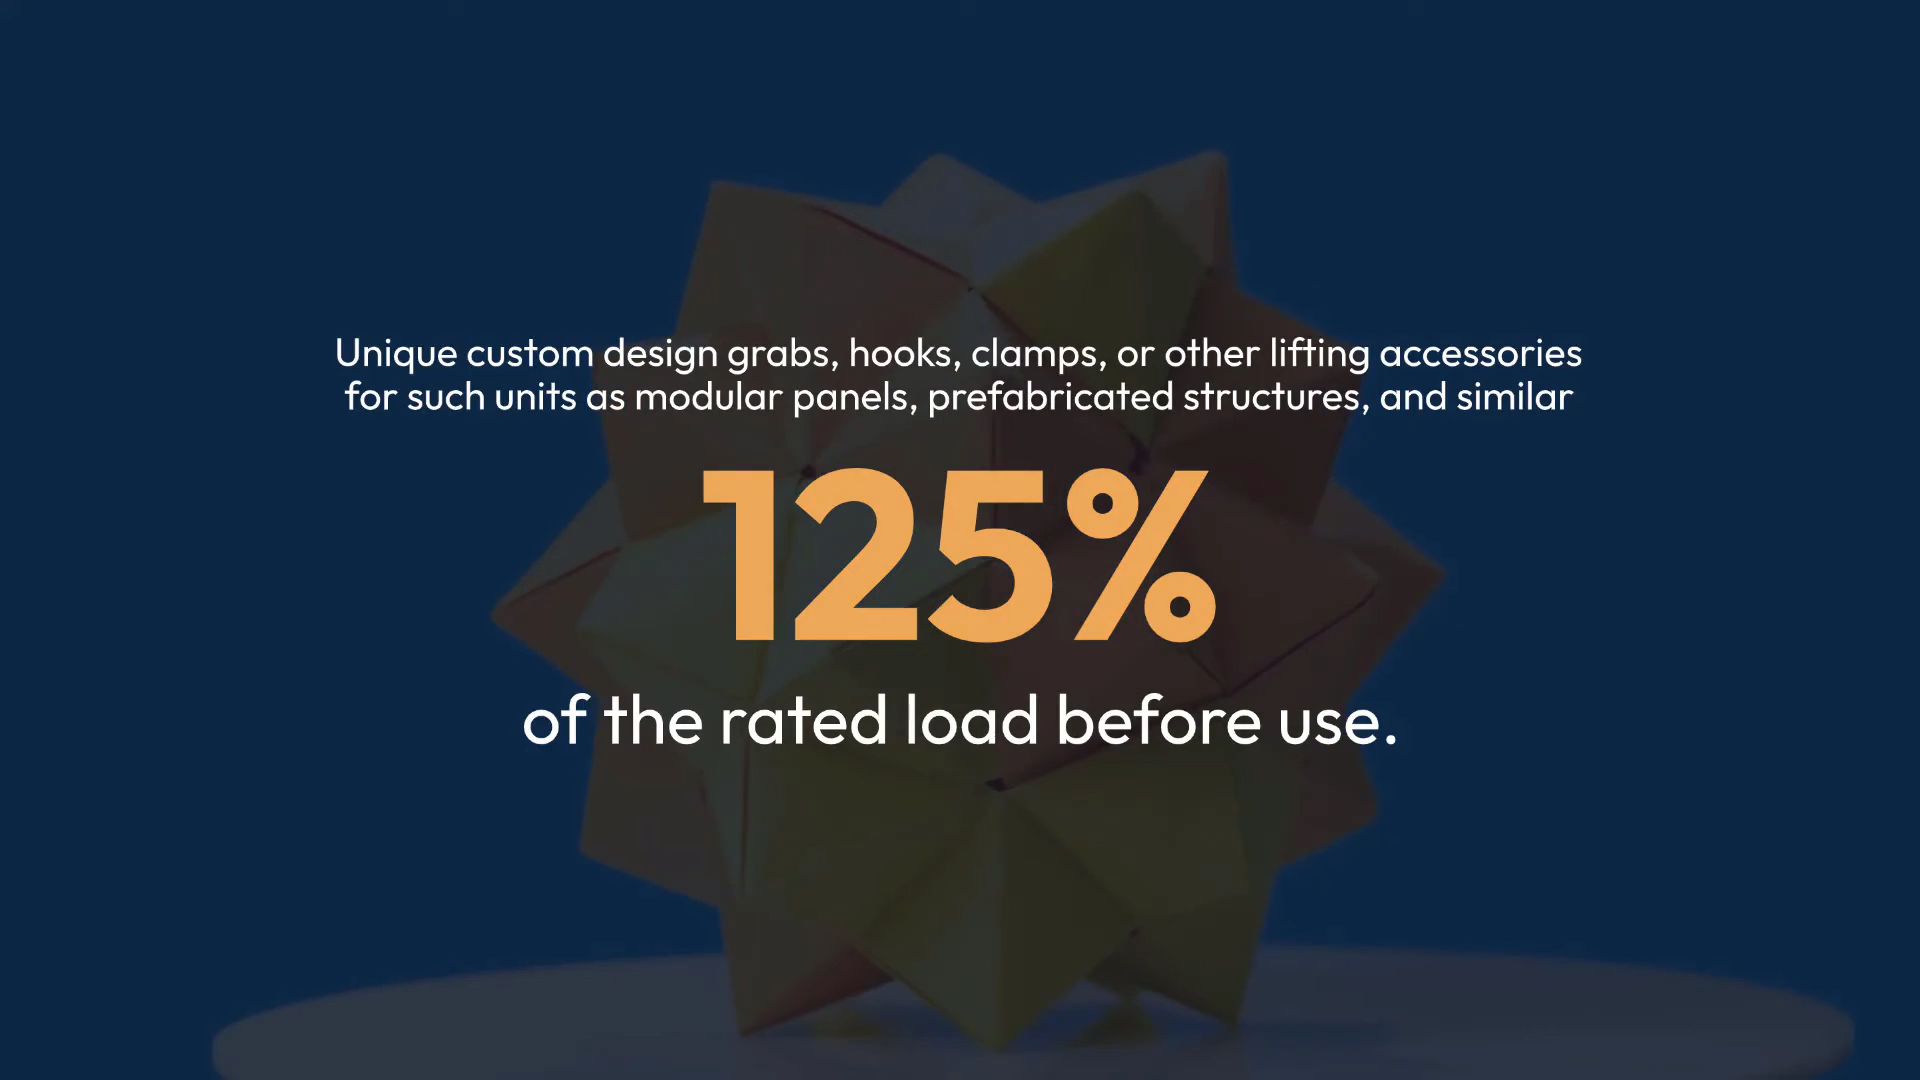 Unique custom design grabs, hooks, clamps, or other lifting accessories
for such units as modular panels, prefabricated structures, and similar
125%
of the rated load before use.